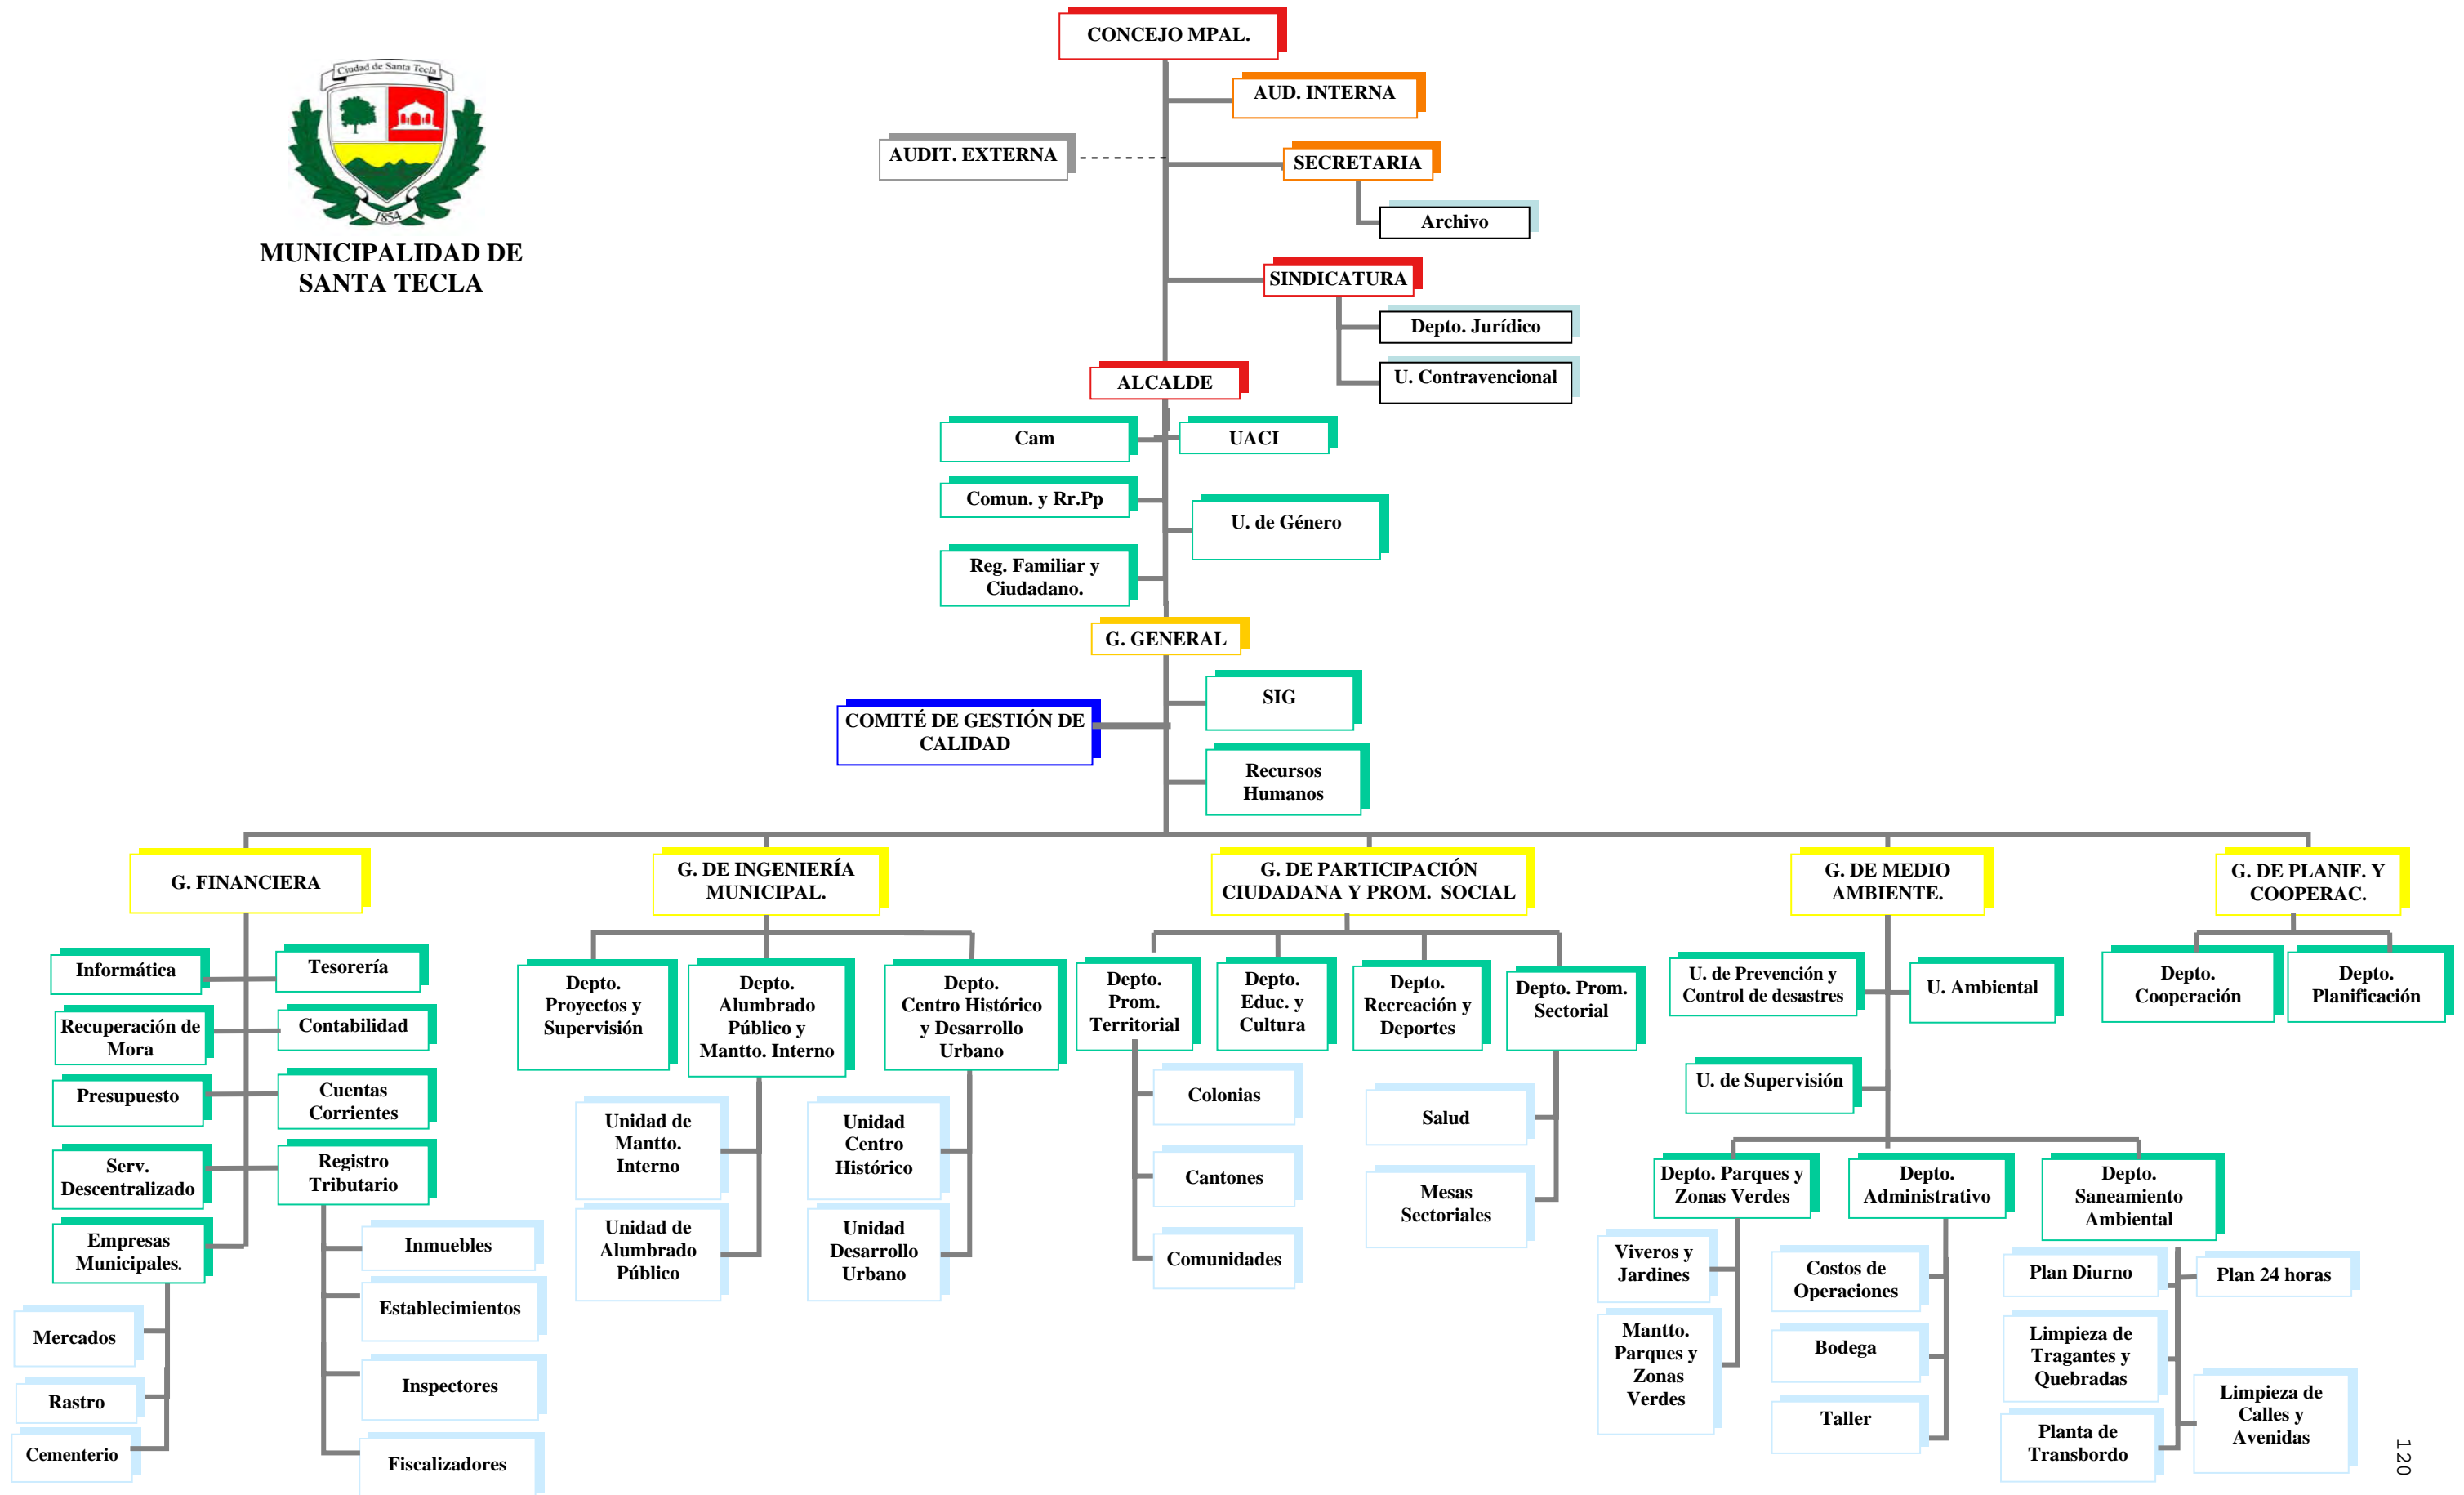 CONCEJO MPAL.
Ciudad de Santa Tecla
1854
MUNICIPALIDAD DE
SANTA TECLA
AUD. INTERNA
AUDIT. EXTERNA
SECRETARIA
Archivo
SINDICATURA
Depto. Jurídico
U. Contravencional
ALCALDE
Cam
UACI
Comun. y Rr.Pp
U. de Género
Reg. Familiar y
Ciudadano.
G. GENERAL
SIG
COMITÉ DE GESTIÓN DE
CALIDAD
Recursos
Humanos
G. FINANCIERA
G. DE INGENIERÍA
MUNICIPAL.
G. DE PARTICIPACIÓN
CIUDADANA Y PROM. SOCIAL
G. DE MEDIO
AMBIENTE.
G. DE PLANIF. Y
COOPERAC.
Informática
Tesorería
Recuperación de
Mora
Contabilidad
Presupuesto
Cuentas
Corrientes
Serv.
Descentralizado
Registro
Tributario
Empresas
Municipales.
Inmuebles
Establecimientos
Inspectores
Fiscalizadores
Mercados
Rastro
Cementerio
Depto.
Proyectos y
Supervisión
Depto.
Alumbrado
Público y
Mantto. Interno
Depto.
Centro Histórico
y Desarrollo
Urbano
Unidad de
Mantto.
Interno
Unidad de
Alumbrado
Público
Unidad
Centro
Histórico
Unidad
Desarrollo
Urbano
Depto.
Prom.
Territorial
Depto.
Educ. y
Cultura
Depto.
Recreación y
Deportes
Depto. Prom.
Sectorial
Colonias
Cantones
Comunidades
Salud
Mesas
Sectoriales
U. de Prevención y
Control de desastres
U. Ambiental
U. de Supervisión
Depto. Parques y
Zonas Verdes
Depto.
Administrativo
Depto.
Saneamiento
Ambiental
Viveros y
Jardines
Mantto.
Parques y
Zonas
Verdes
Costos de
Operaciones
Bodega
Taller
Plan Diurno
Plan 24 horas
Limpieza de
Tragantes y
Quebradas
Limpieza de
Calles y
Avenidas
Planta de
Transbordo
Depto.
Cooperación
Depto.
Planificación
120